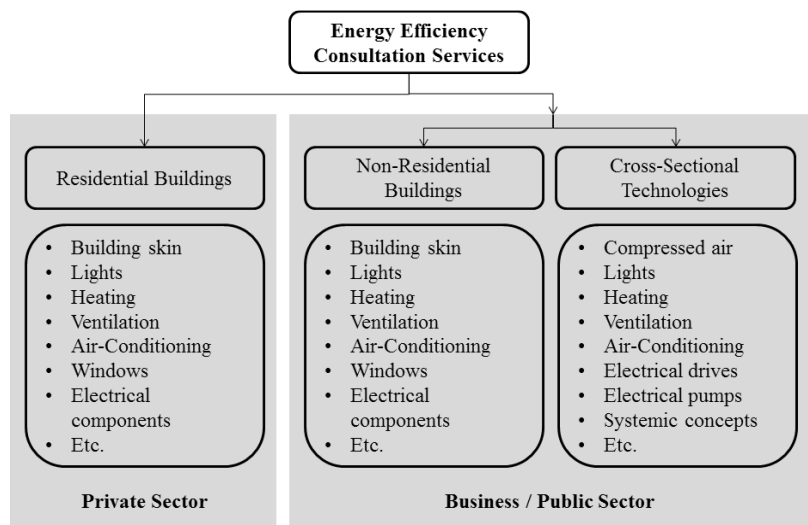 Energy Efficiency
Consultation Services
Residential Buildings
• Building skin
• Lights
• Heating
• Ventilation
• Air-Conditioning
• Windows
• Electrical
components
• Etc.
Private Sector
Non-Residential
Buildings
• Building skin
• Lights
• Heating
• Ventilation
• Air-Conditioning
• Windows
• Electrical
components
• Etc.
Cross-Sectional
Technologies
• Compressed air
• Lights
• Heating
• Ventilation
• Air-Conditioning
• Electrical drives
• Electrical pumps
• Systemic concepts
• Etc.
Business / Public Sector